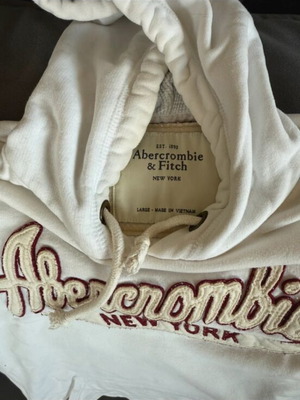 EST. 1892
Abercrombie
& Fitch
NEW YORK
LARGE - MADE IN VIETNAM
Abercrombie
NEW YORK